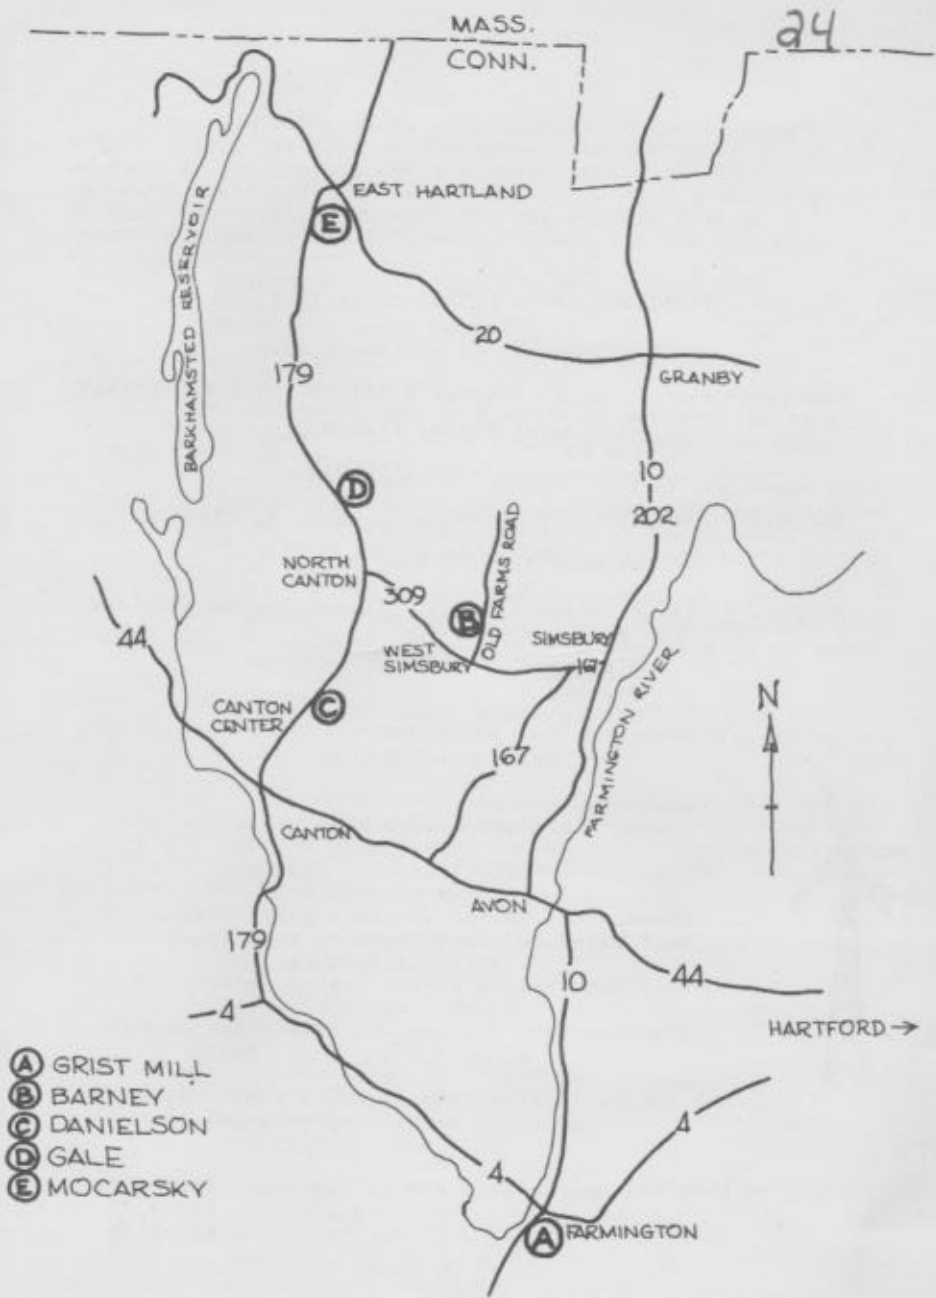 24
MASS.
CONN.
EAST HARTLAND
E
BARKHAMSTED RESERVOIR
20
179
GRANBY
D
10
202
NORTH
CANTON
309
OLD FARMS ROAD
B
44
WEST
SIMSBURY
SIMSBURY
167
FARMINGTON RIVER
CANTON
CENTER
C
N
167
CANTON
AVON
179
10
44
4
HARTFORD →
A GRIST MILL
B BARNEY
C DANIELSON
D GALE
E MOCARSKY
4
4
A
FARMINGTON